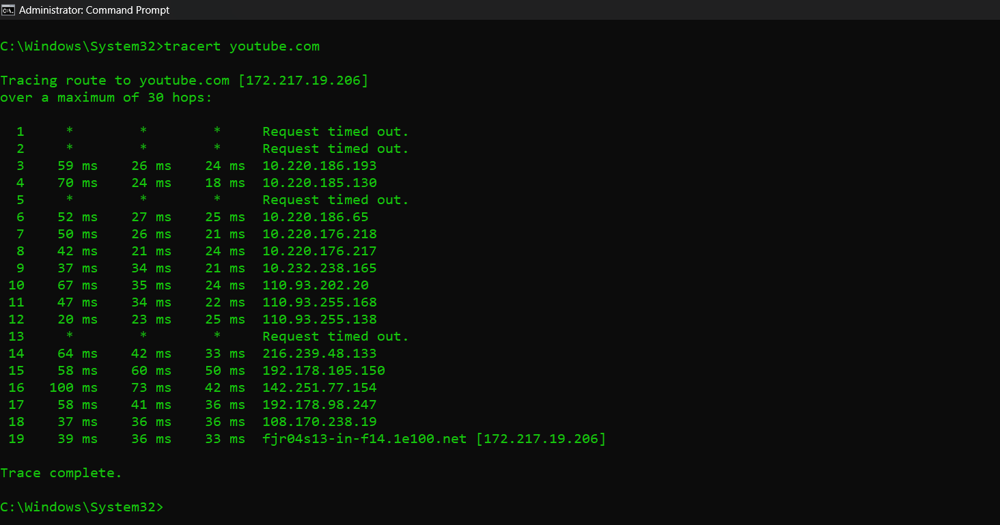 Administrator: Command Prompt
C:\Windows\System32>tracert youtube.com
Tracing route to youtube.com [172.217.19.206]
over a maximum of 30 hops:
1 * * * Request timed out.
2 * * * Request timed out.
3 59 ms 26 ms 24 ms 10.220.186.193
4 70 ms 24 ms 18 ms 10.220.185.130
5 * * * Request timed out.
6 52 ms 27 ms 25 ms 10.220.186.65
7 50 ms 26 ms 21 ms 10.220.176.218
8 42 ms 21 ms 24 ms 10.220.176.217
9 37 ms 34 ms 21 ms 10.232.238.165
10 67 ms 35 ms 24 ms 110.93.202.20
11 47 ms 34 ms 22 ms 110.93.255.168
12 20 ms 23 ms 25 ms 110.93.255.138
13 * * * Request timed out.
14 64 ms 42 ms 33 ms 216.239.48.133
15 58 ms 60 ms 50 ms 192.178.105.150
16 100 ms 73 ms 42 ms 142.251.77.154
17 58 ms 41 ms 36 ms 192.178.98.247
18 37 ms 36 ms 36 ms 108.170.238.19
19 39 ms 36 ms 33 ms fjr04s13-in-f14.1e100.net [172.217.19.206]
Trace complete.
C:\Windows\System32>